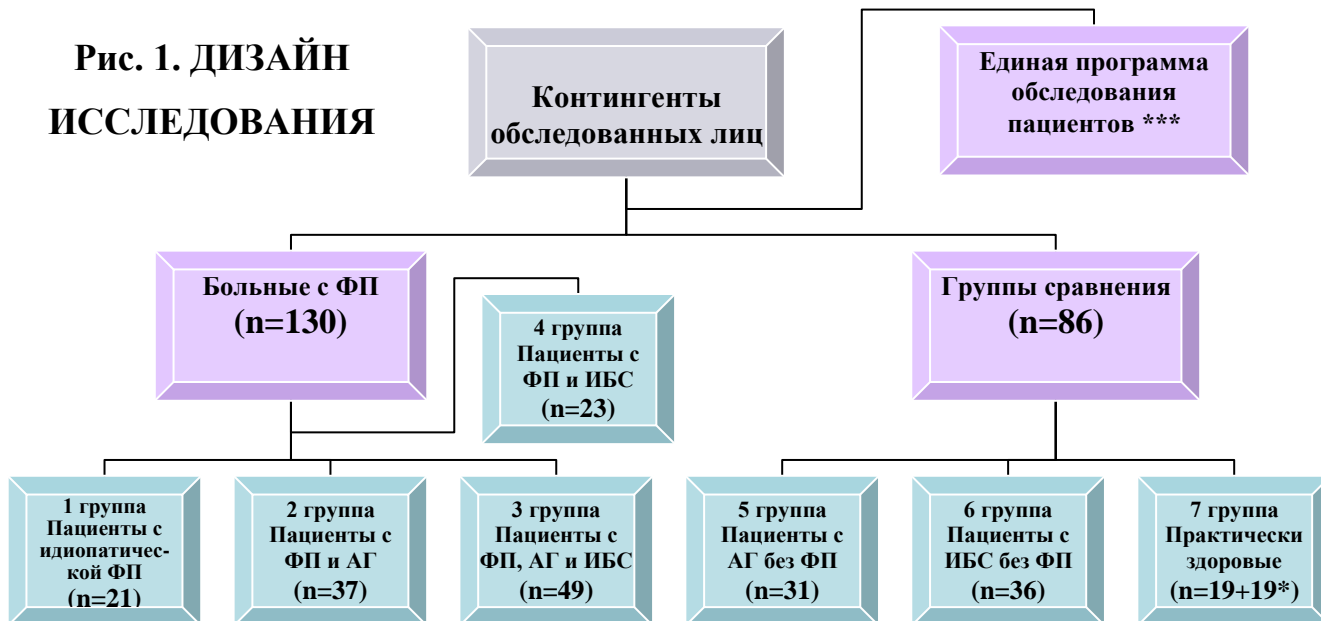 Рис. 1. ДИЗАЙН
ИССЛЕДОВАНИЯ
Контингенты
обследованных лиц
Единая программа
обследования
пациентов ***
Больные с ФП
(n=130)
Группы сравнения
(n=86)
4 группа
Пациенты с
ФП и ИБС
(n=23)
1 группа
Пациенты с
идиопатичес-
кой ФП
(n=21)
2 группа
Пациенты с
ФП и АГ
(n=37)
3 группа
Пациенты с
ФП, АГ и ИБС
(n=49)
5 группа
Пациенты с
АГ без ФП
(n=31)
6 группа
Пациенты с
ИБС без ФП
(n=36)
7 группа
Практически
здоровые
(n=19+19*)